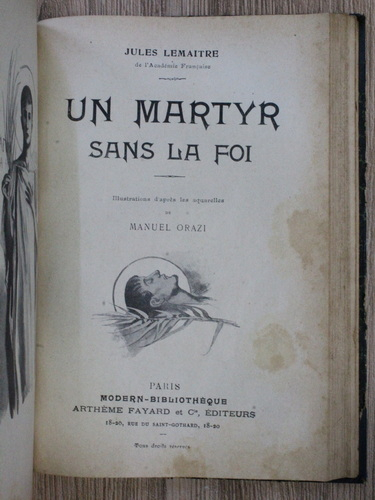 JULES LEMAITRE
de l'Académie Française
UN MARTYR
SANS LA FOI
Illustrations d'après les aquarelles
DE
MANUEL ORAZI
PARIS
MODERN-BIBLIOTHÈQUE
ARTHÈME FAYARD et Cie, ÉDITEURS
18-20, RUE DU SAINT-GOTHARD, 18-20
Tous droits réservés